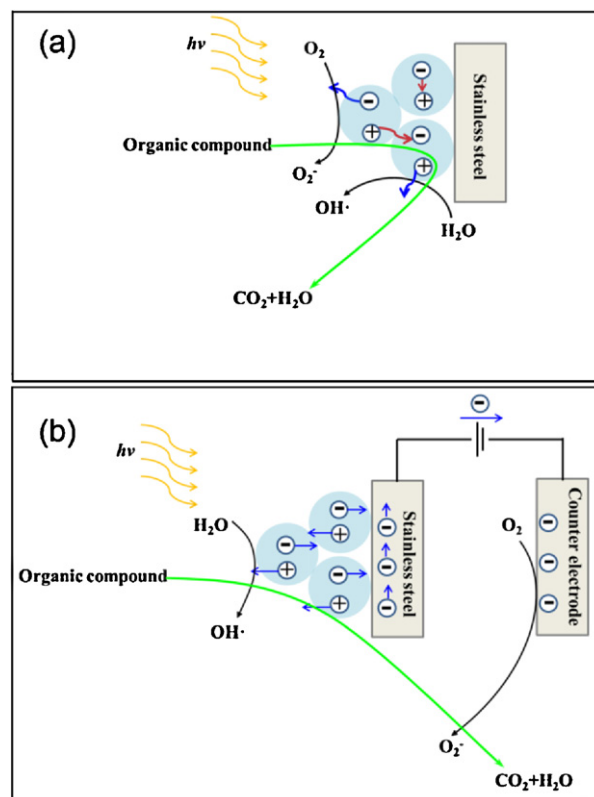 (a)
hv
O₂
Organic compound
O₂⁻
OH·
H₂O
CO₂+H₂O
Stainless steel
(b)
hv
H₂O
Organic compound
OH·
Stainless steel
O₂
Counter electrode
O₂⁻
CO₂+H₂O